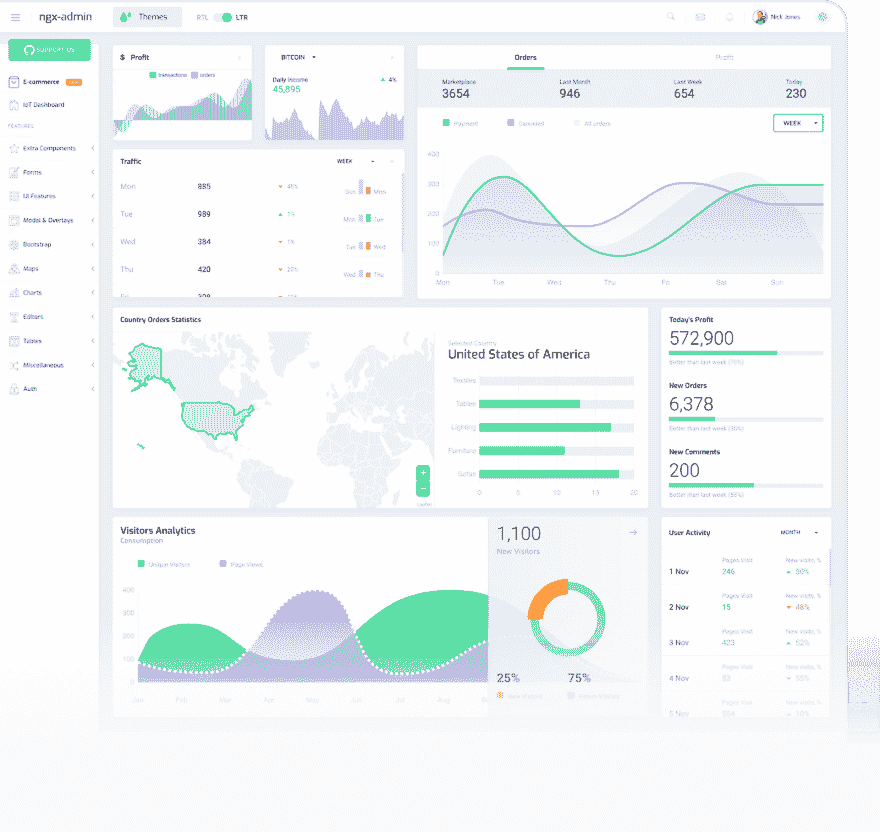 ngx-admin
Themes
RTL LTR
Nick Jones
SUPPORT US
E-commerce
IoT Dashboard
FEATURES
Extra Components
Forms
UI Features
Modal & Overlays
Bootstrap
Maps
Charts
Editors
Tables
Miscellaneous
Auth
$ Profit
transactions orders
BITCOIN
Daily Income
45,895 4%
Orders Profit
Marketplace Last Month Last Week Today
3654 946 654 230
Payment Canceled All orders
WEEK
400
300
200
100
0
Mon Tue Wed Thu Fri Sat Sun
Traffic WEEK
Mon 885 Sun Mon
Tue 989 Mon Tue
Wed 384 1% Tue Wed
Thu 420 20% Wed Thu
Country Orders Statistics
+
−
Leaflet
Selected Country
United States of America
Textiles
Tables
Lighting
Furniture
Sofas
0 5 10 15 20
Today's Profit
572,900
Better than last week (70%)
New Orders
6,378
Better than last week (30%)
New Comments
200
Better than last week (55%)
Visitors Analytics
Consumption
Unique Visitors Page Views
400
300
200
100
0
Jan Feb Mar Apr May Jun Jul Aug
1,100
New Visitors
25% 75%
New Visitors Return Visitors
User Activity MONTH
Pages Visit New visits, %
1 Nov 246 50%
Pages Visit New visits, %
2 Nov 15 48%
Pages Visit New visits, %
3 Nov 423 52%
Pages Visit New visits, %
4 Nov 53 55%
Pages Visit New visits, %
5 Nov 554 10%